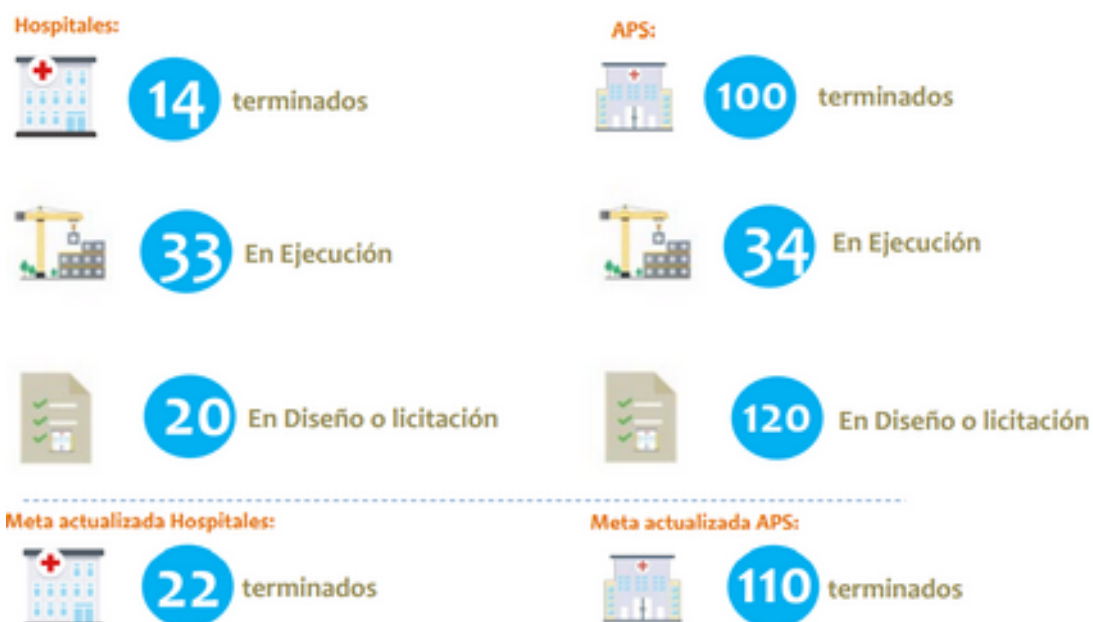 Hospitales:
14 terminados
33 En Ejecución
20 En Diseño o licitación
Meta actualizada Hospitales:
22 terminados
APS:
100 terminados
34 En Ejecución
120 En Diseño o licitación
Meta actualizada APS:
110 terminados